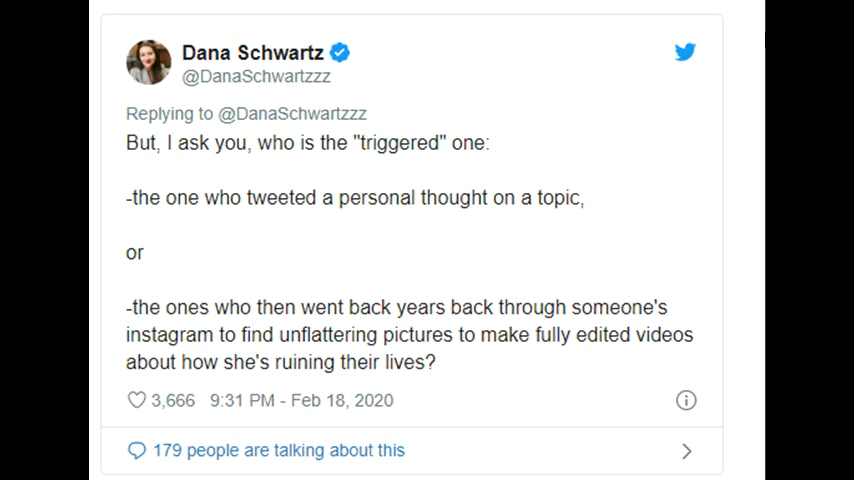 Dana Schwartz
@DanaSchwartzzz
Replying to @DanaSchwartzzz
But, I ask you, who is the "triggered" one:
-the one who tweeted a personal thought on a topic,
or
-the ones who then went back years back through someone's
instagram to find unflattering pictures to make fully edited videos
about how she's ruining their lives?
3,666 9:31 PM - Feb 18, 2020
179 people are talking about this